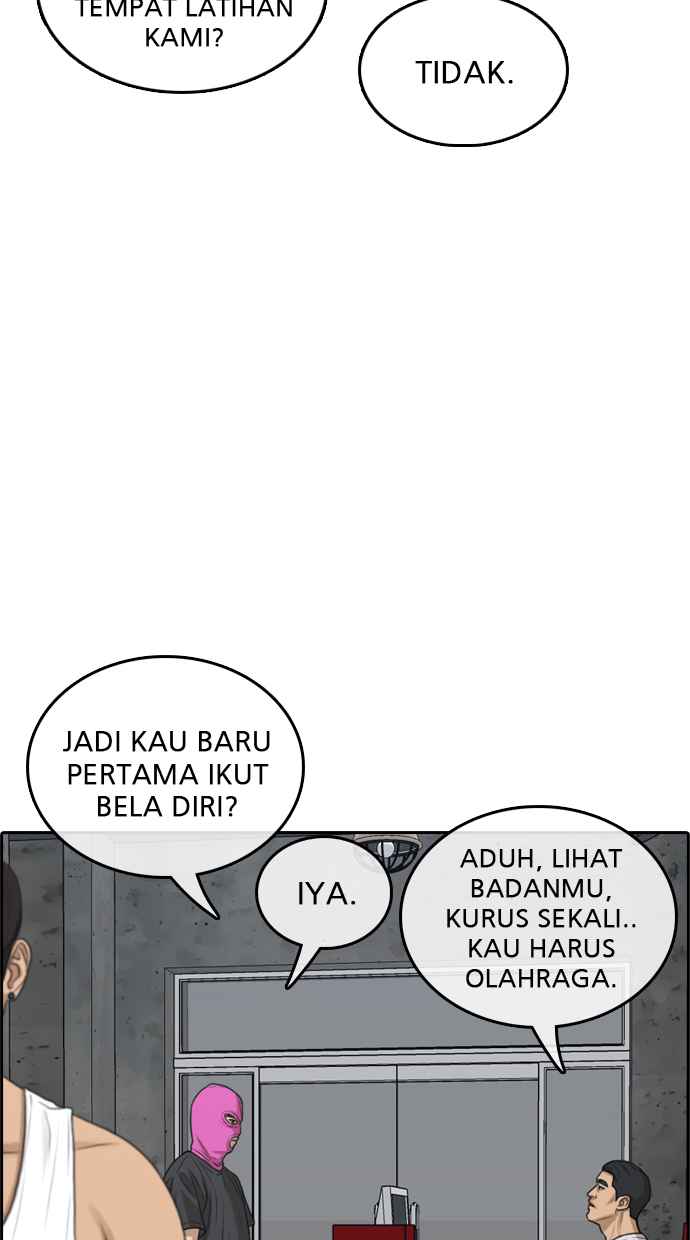 TEMPAT LATIHAN
KAMI?
TIDAK.
JADI KAU BARU
PERTAMA IKUT
BELA DIRI?
IYA.
ADUH, LIHAT
BADANMU,
KURUS SEKALI..
KAU HARUS
OLAHRAGA.